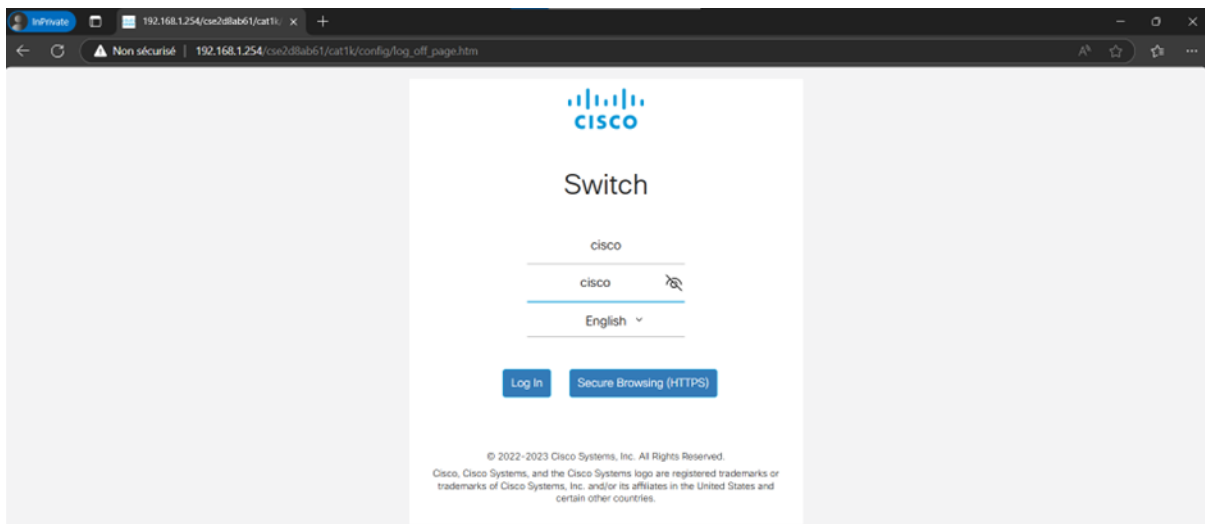 InPrivate
192.168.1.254/cse2d8ab61/cat1k/
Non sécurisé | 192.168.1.254/cse2d8ab61/cat1k/config/log_off_page.htm
CISCO
Switch
cisco
cisco
English
Log In
Secure Browsing (HTTPS)
© 2022-2023 Cisco Systems, Inc. All Rights Reserved.
Cisco, Cisco Systems, and the Cisco Systems logo are registered trademarks or
trademarks of Cisco Systems, Inc. and/or its affiliates in the United States and
certain other countries.